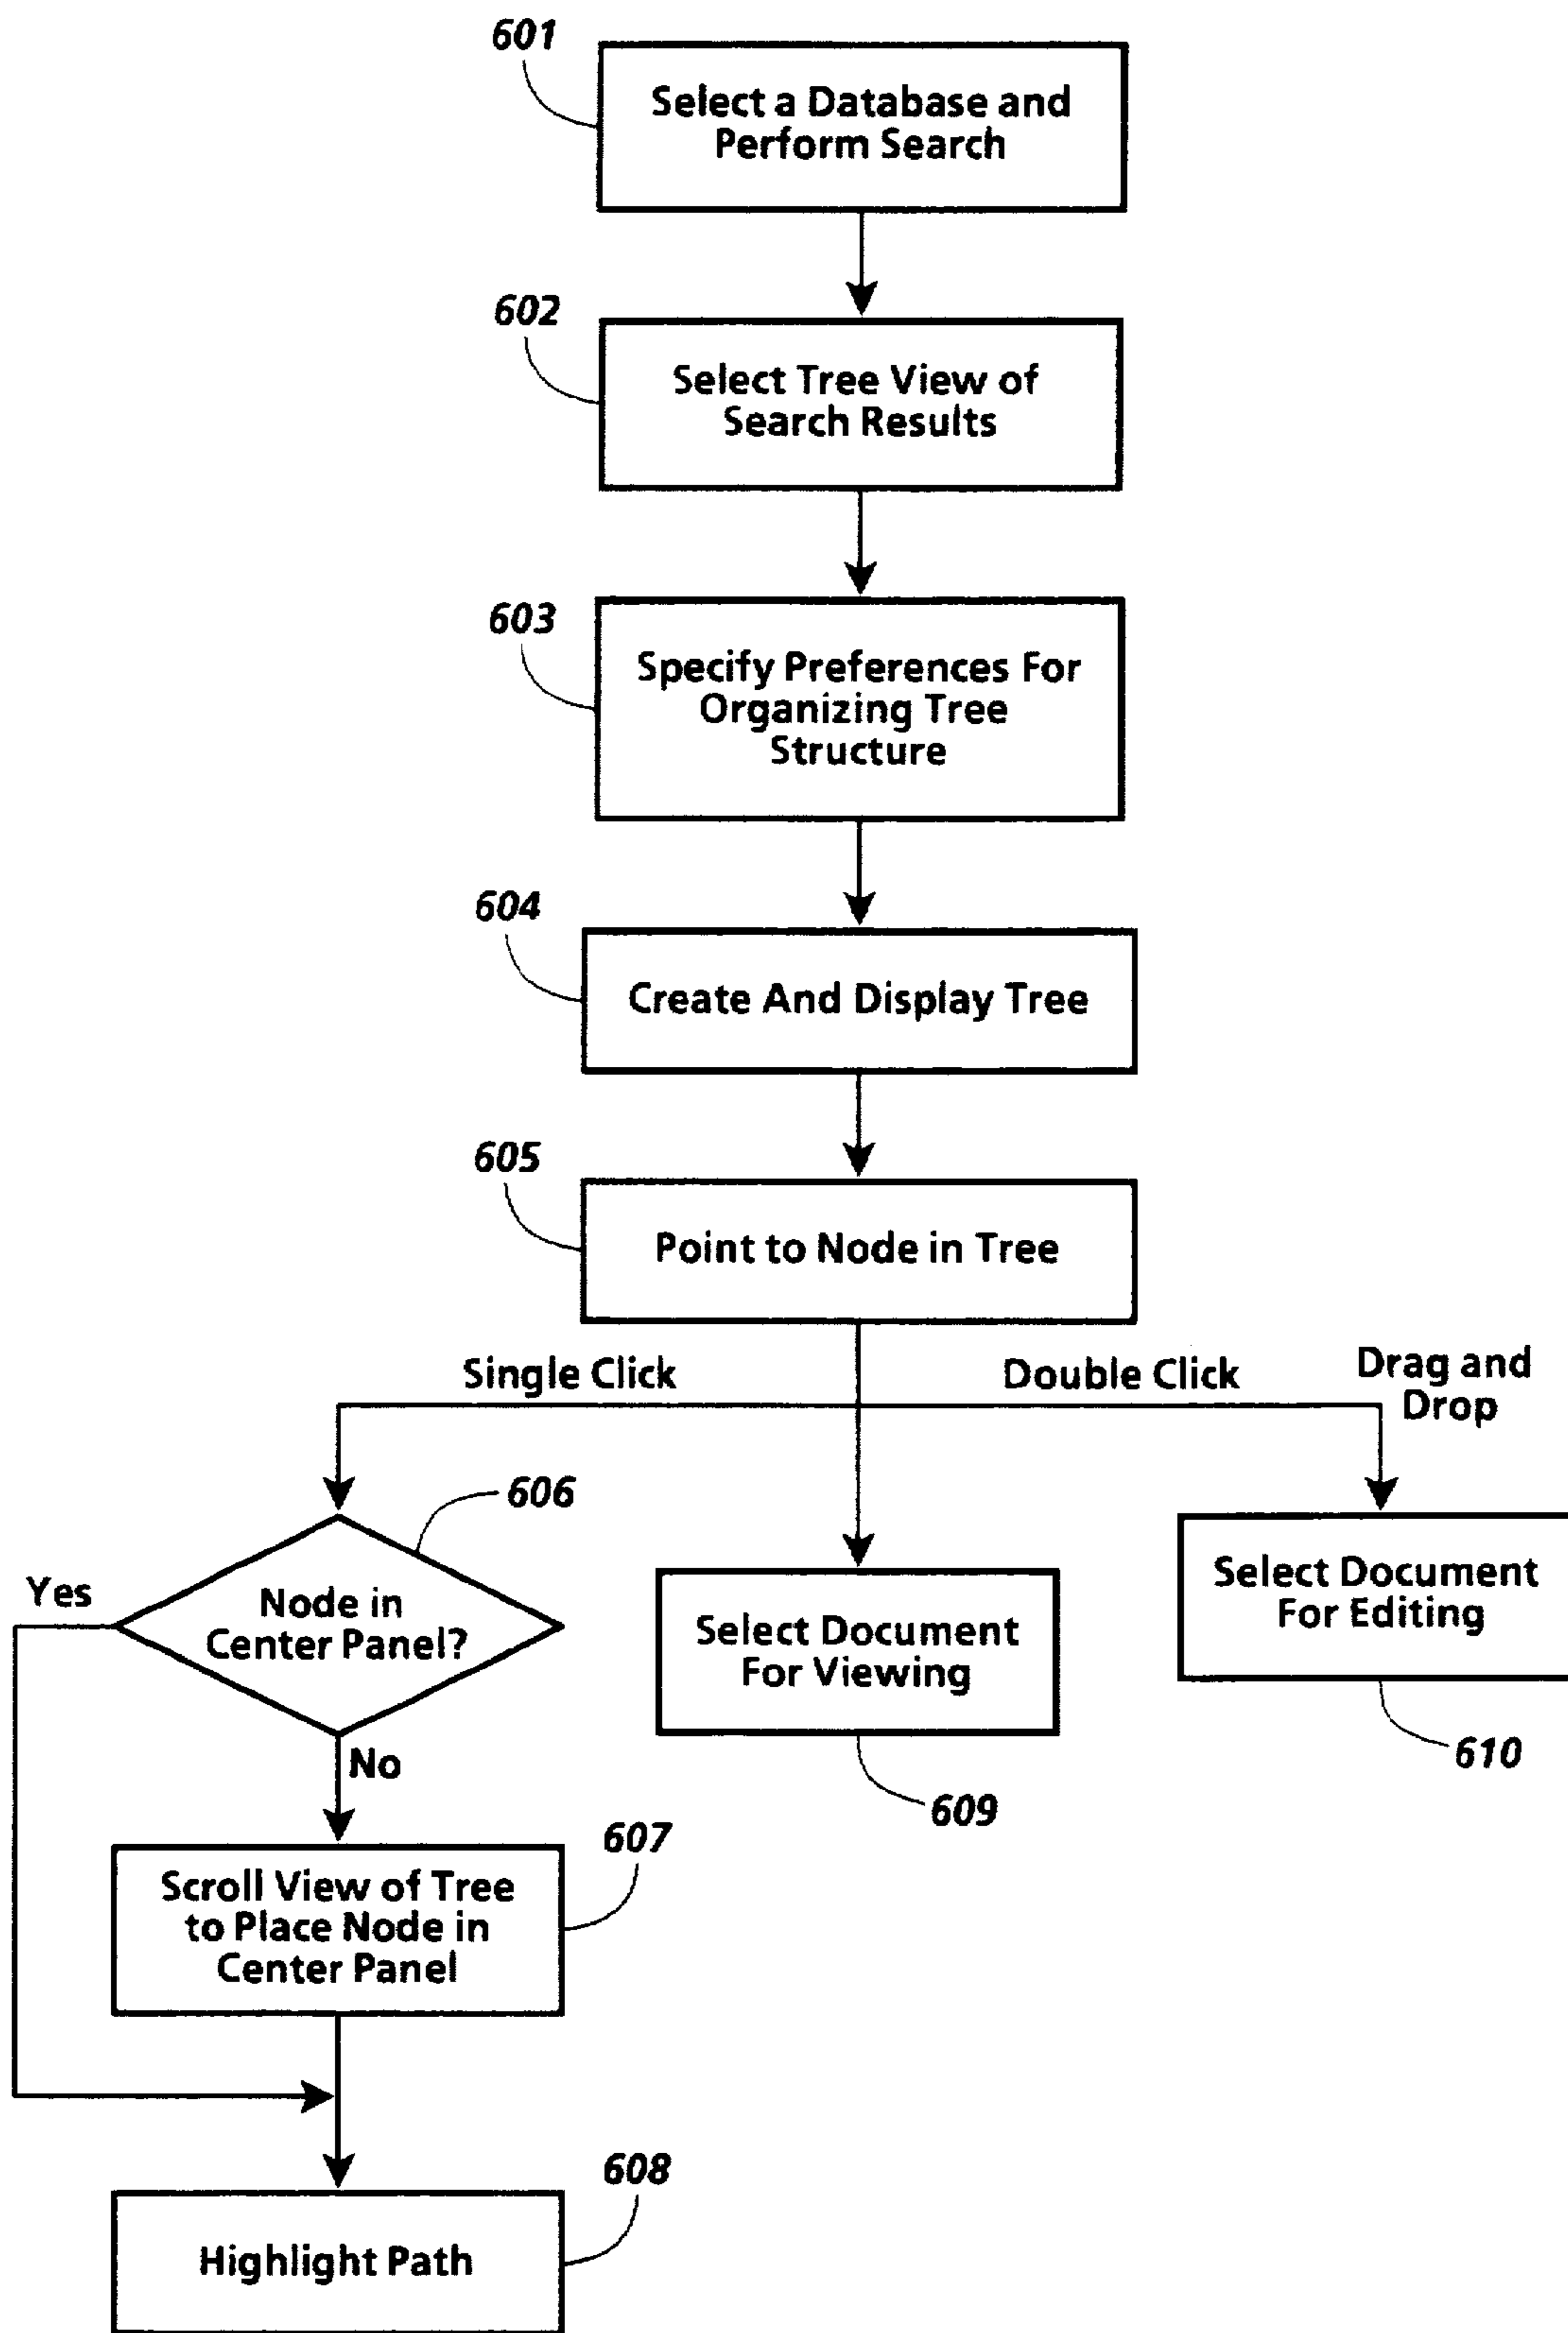 601
Select a Database and
Perform Search
602
Select Tree View of
Search Results
603
Specify Preferences For
Organizing Tree
Structure
604
Create And Display Tree
605
Point to Node in Tree
Single Click
Double Click
Drag and
Drop
606
Yes
Node in
Center Panel?
No
Select Document
For Viewing
609
Select Document
For Editing
610
607
Scroll View of Tree
to Place Node in
Center Panel
608
Highlight Path